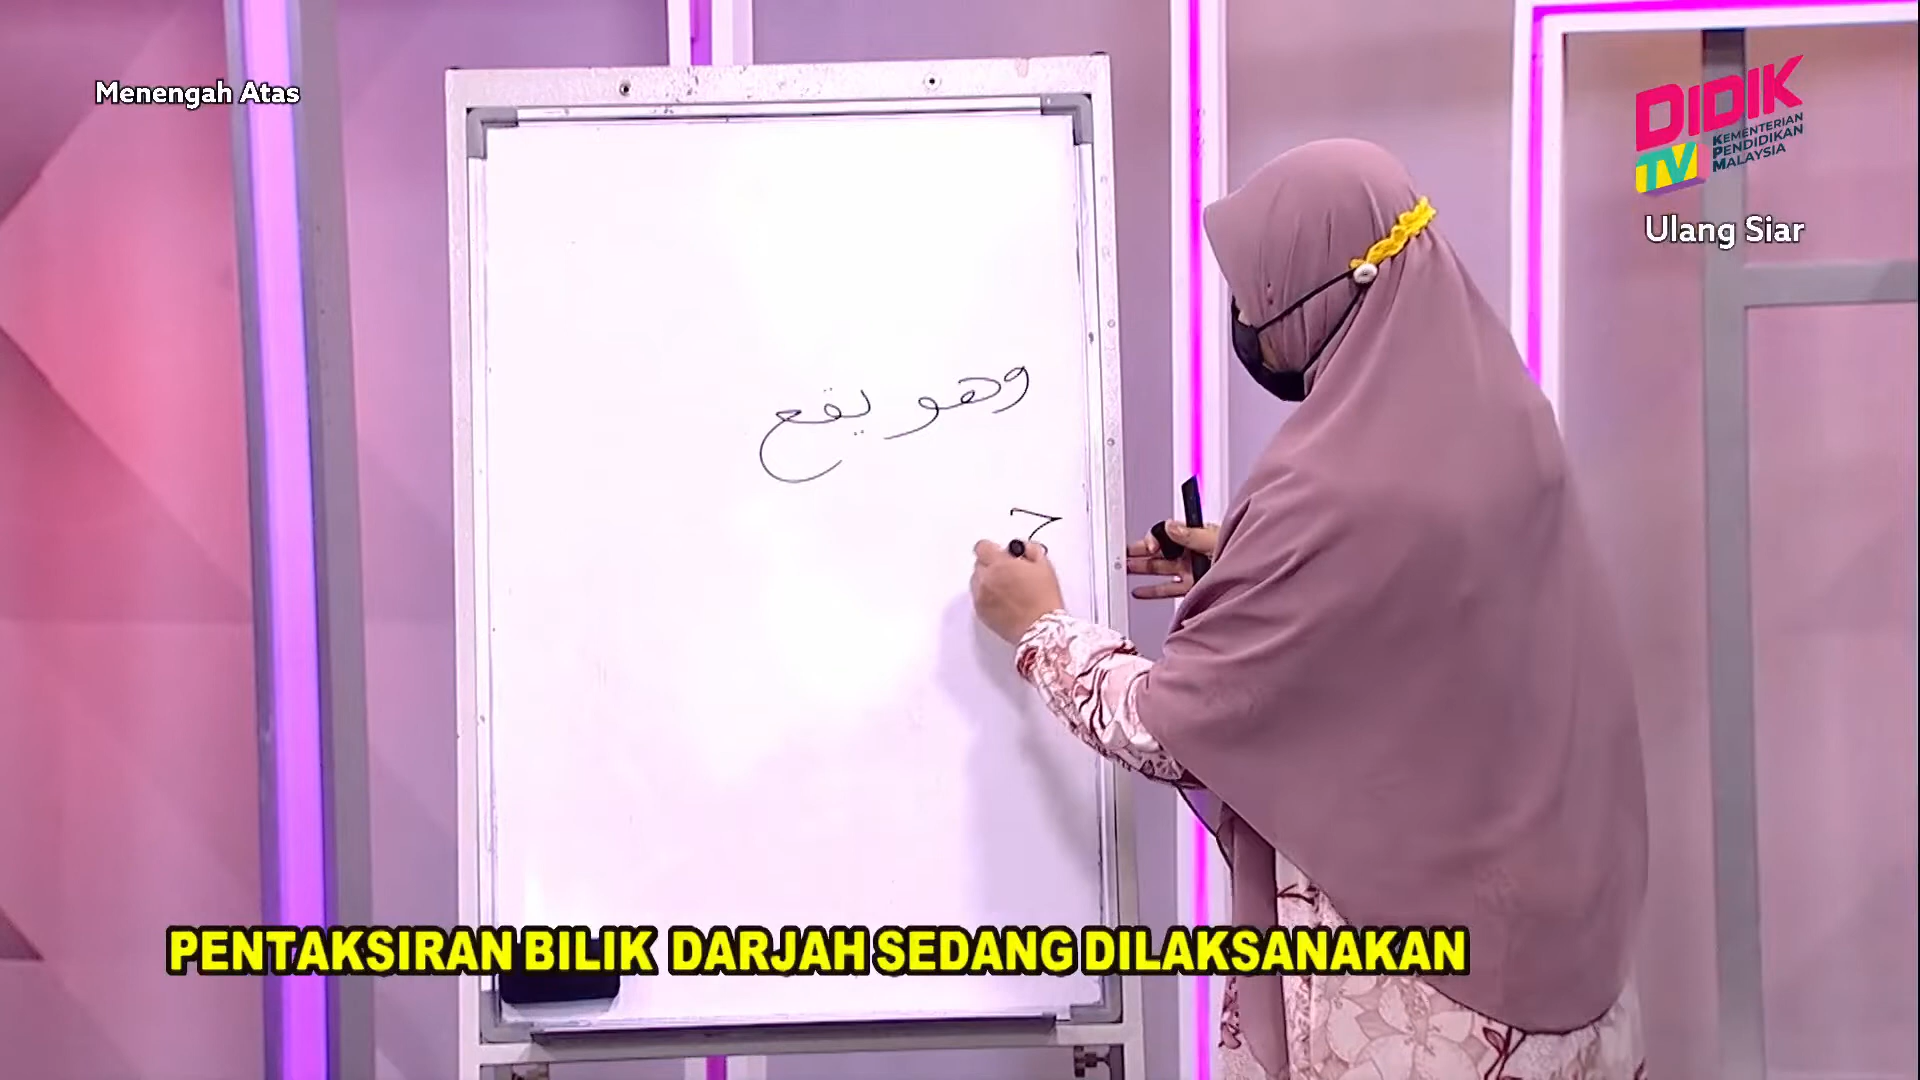 Menengah Atas
DIDIK
TV
KEMENTERIAN
PENDIDIKAN
MALAYSIA
Ulang Siar
وهو يقع
PENTAKSIRAN BILIK DARJAH SEDANG DILAKSANAKAN